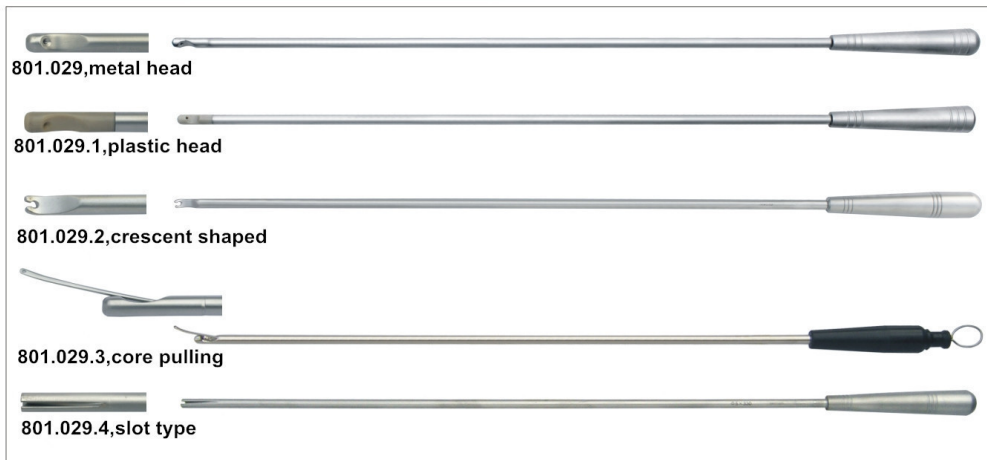 801.029,metal head
801.029.1,plastic head
801.029.2,crescent shaped
801.029.3,core pulling
801.029.4,slot type